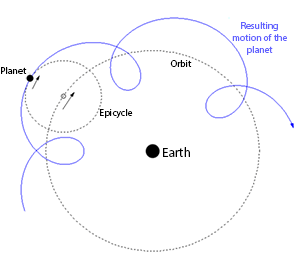 Resulting
motion of the
planet
Orbit
Planet
Epicycle
Earth